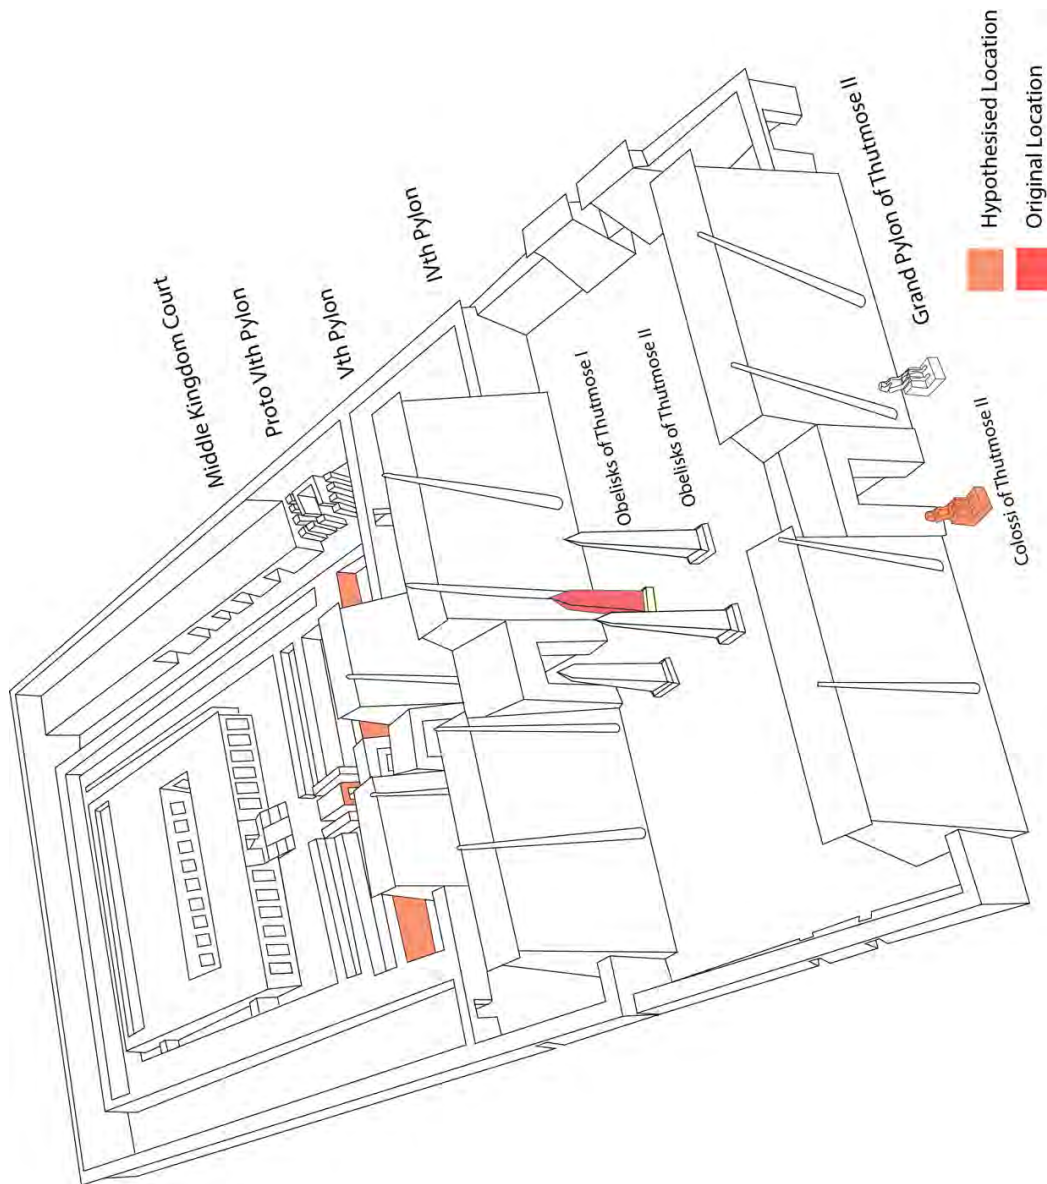 Middle Kingdom Court
Proto VIth Pylon
Vth Pylon
IVth Pylon
Obelisks of Thutmose I
Obelisks of Thutmose II
Grand Pylon of Thutmose II
Colossi of Thutmose II
Hypothesised Location
Original Location